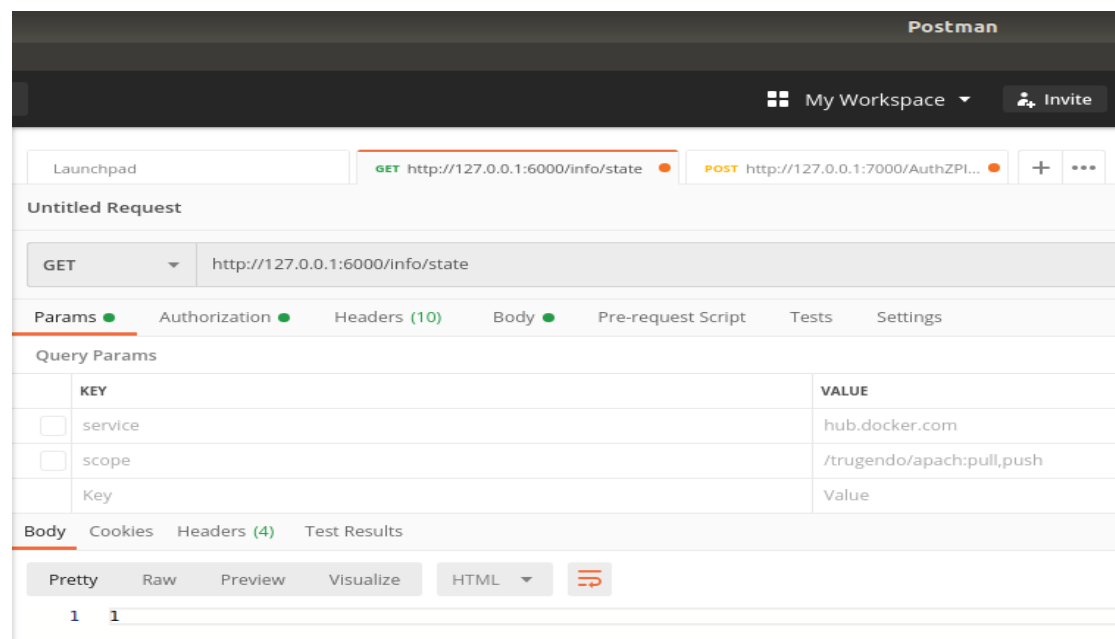 Postman
My Workspace Invite
Launchpad GET http://127.0.0.1:6000/info/state POST http://127.0.0.1:7000/AuthZPI...
Untitled Request
GET http://127.0.0.1:6000/info/state
Params Authorization Headers (10) Body Pre-request Script Tests Settings
Query Params
KEY VALUE
service hub.docker.com
scope /trugendo/apach:pull,push
Key Value
Body Cookies Headers (4) Test Results
Pretty Raw Preview Visualize HTML
1 1